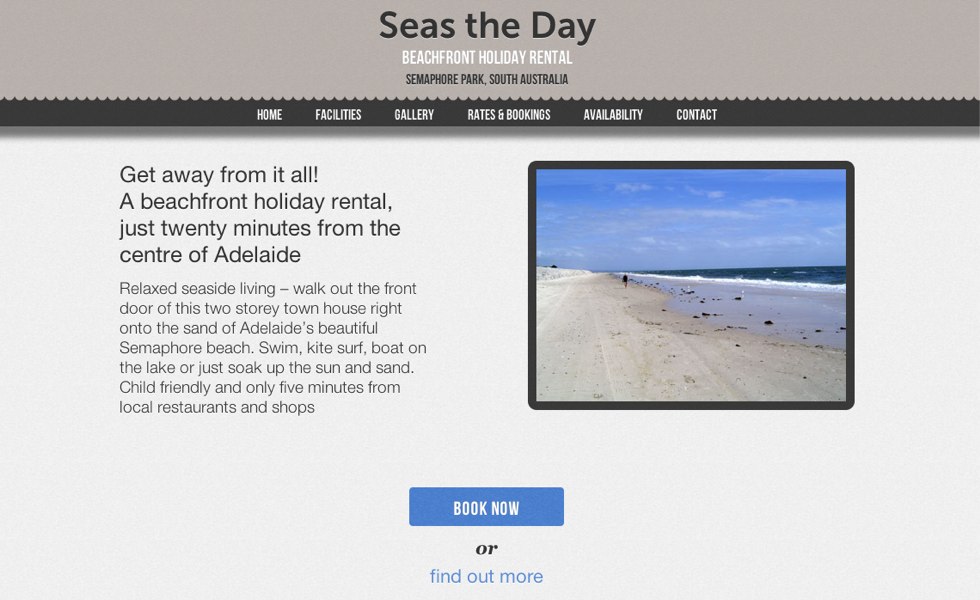 Seas the Day
BEACHFRONT HOLIDAY RENTAL
SEMAPHORE PARK, SOUTH AUSTRALIA
HOME FACILITIES GALLERY RATES & BOOKINGS AVAILABILITY CONTACT
Get away from it all!
A beachfront holiday rental,
just twenty minutes from the
centre of Adelaide
Relaxed seaside living – walk out the front
door of this two storey town house right
onto the sand of Adelaide’s beautiful
Semaphore beach. Swim, kite surf, boat on
the lake or just soak up the sun and sand.
Child friendly and only five minutes from
local restaurants and shops
BOOK NOW
or
find out more